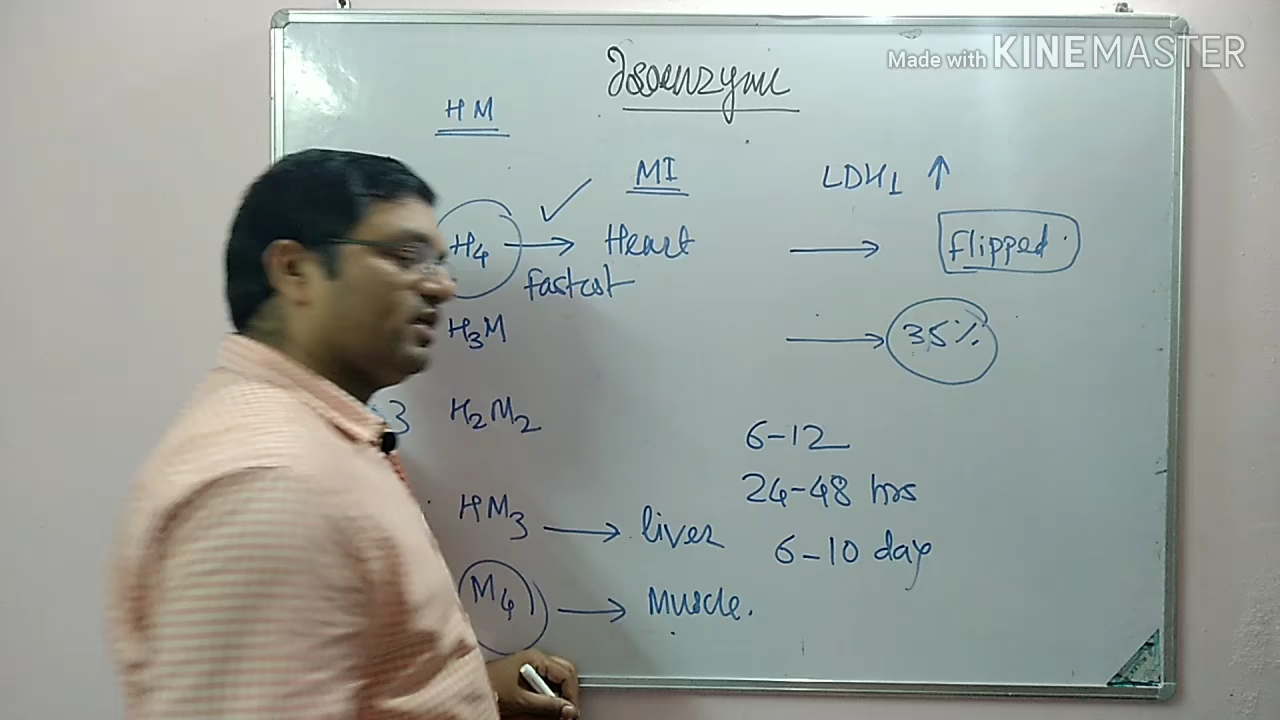 Made with KINEMASTER
Isoenzyme
HM
MI
LDH1 ↑
H4 → Heart → flipped
fastest
H3M → 35%
3 H2M2
6-12
24-48 hrs
HM3 → liver
6-10 day
M4 → Muscle.